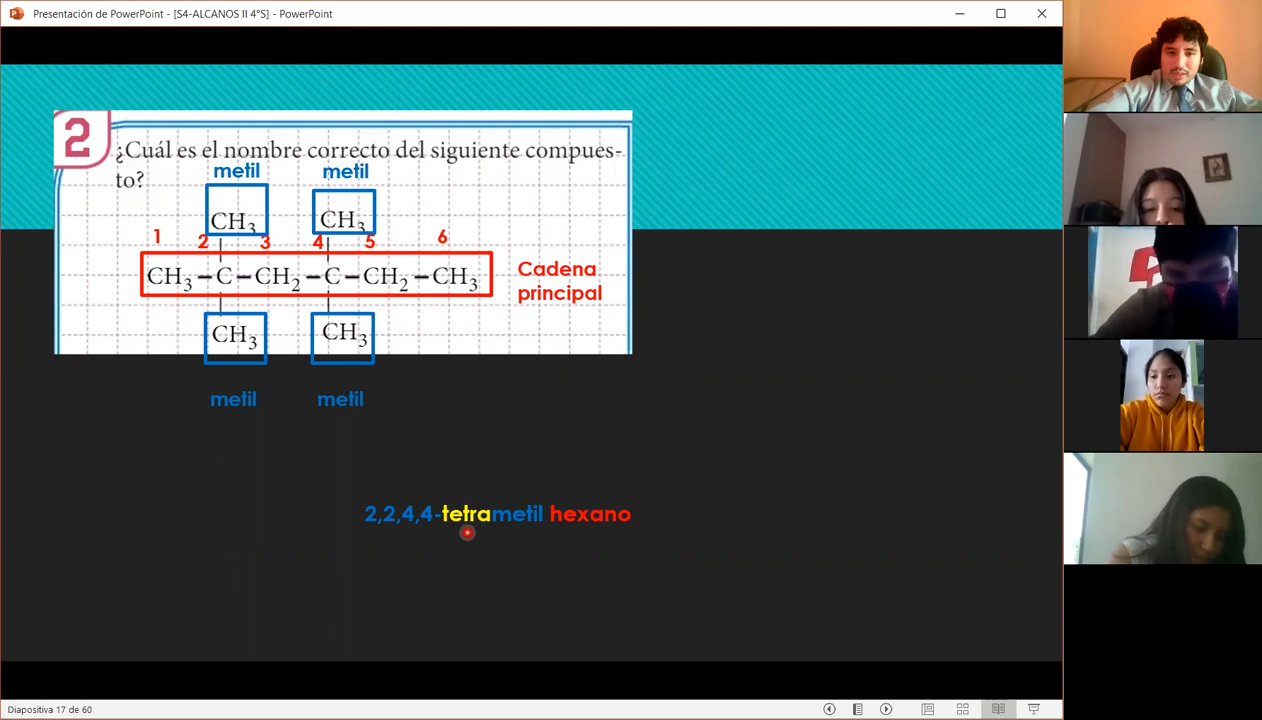 Presentación de PowerPoint - [S4-ALCANOS II 4°S] - PowerPoint
2
¿Cuál es el nombre correcto del siguiente compues-
to?
metil metil
CH₃ CH₃
1 2 3 4 5 6
CH₃–C–CH₂–C–CH₂–CH₃
Cadena
principal
CH₃ CH₃
metil metil
2,2,4,4-tetrametil hexano
Diapositiva 17 de 60